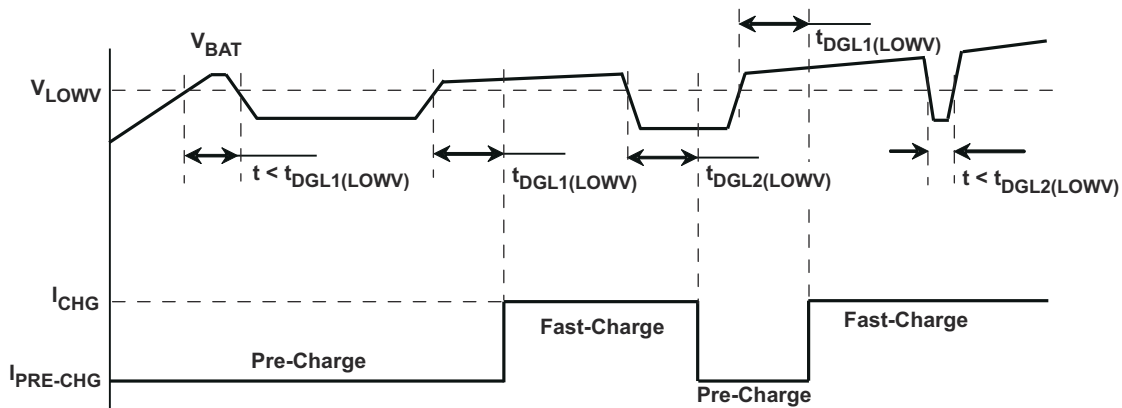 V_BAT
t_DGL1(LOWV)
V_LOWV
t < t_DGL1(LOWV)
t_DGL1(LOWV)
t_DGL2(LOWV)
t < t_DGL2(LOWV)
I_CHG
Fast-Charge
Fast-Charge
Pre-Charge
I_PRE-CHG
Pre-Charge